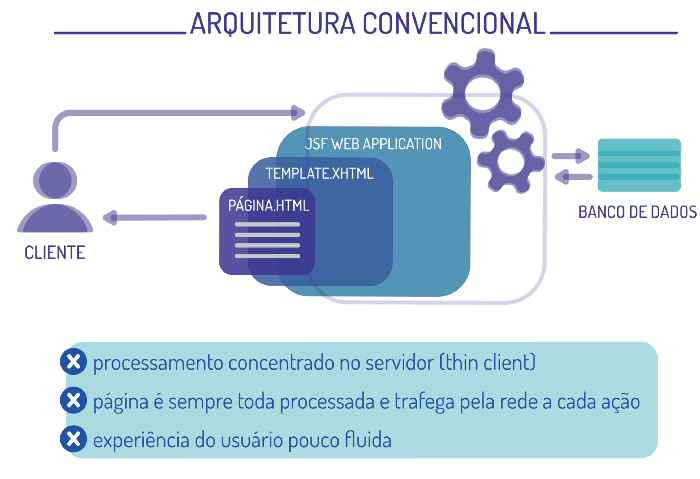 ARQUITETURA CONVENCIONAL
JSF WEB APPLICATION
TEMPLATE.XHTML
PÁGINA.HTML
CLIENTE
BANCO DE DADOS
processamento concentrado no servidor (thin client)
página é sempre toda processada e trafega pela rede a cada ação
experiência do usuário pouco fluida